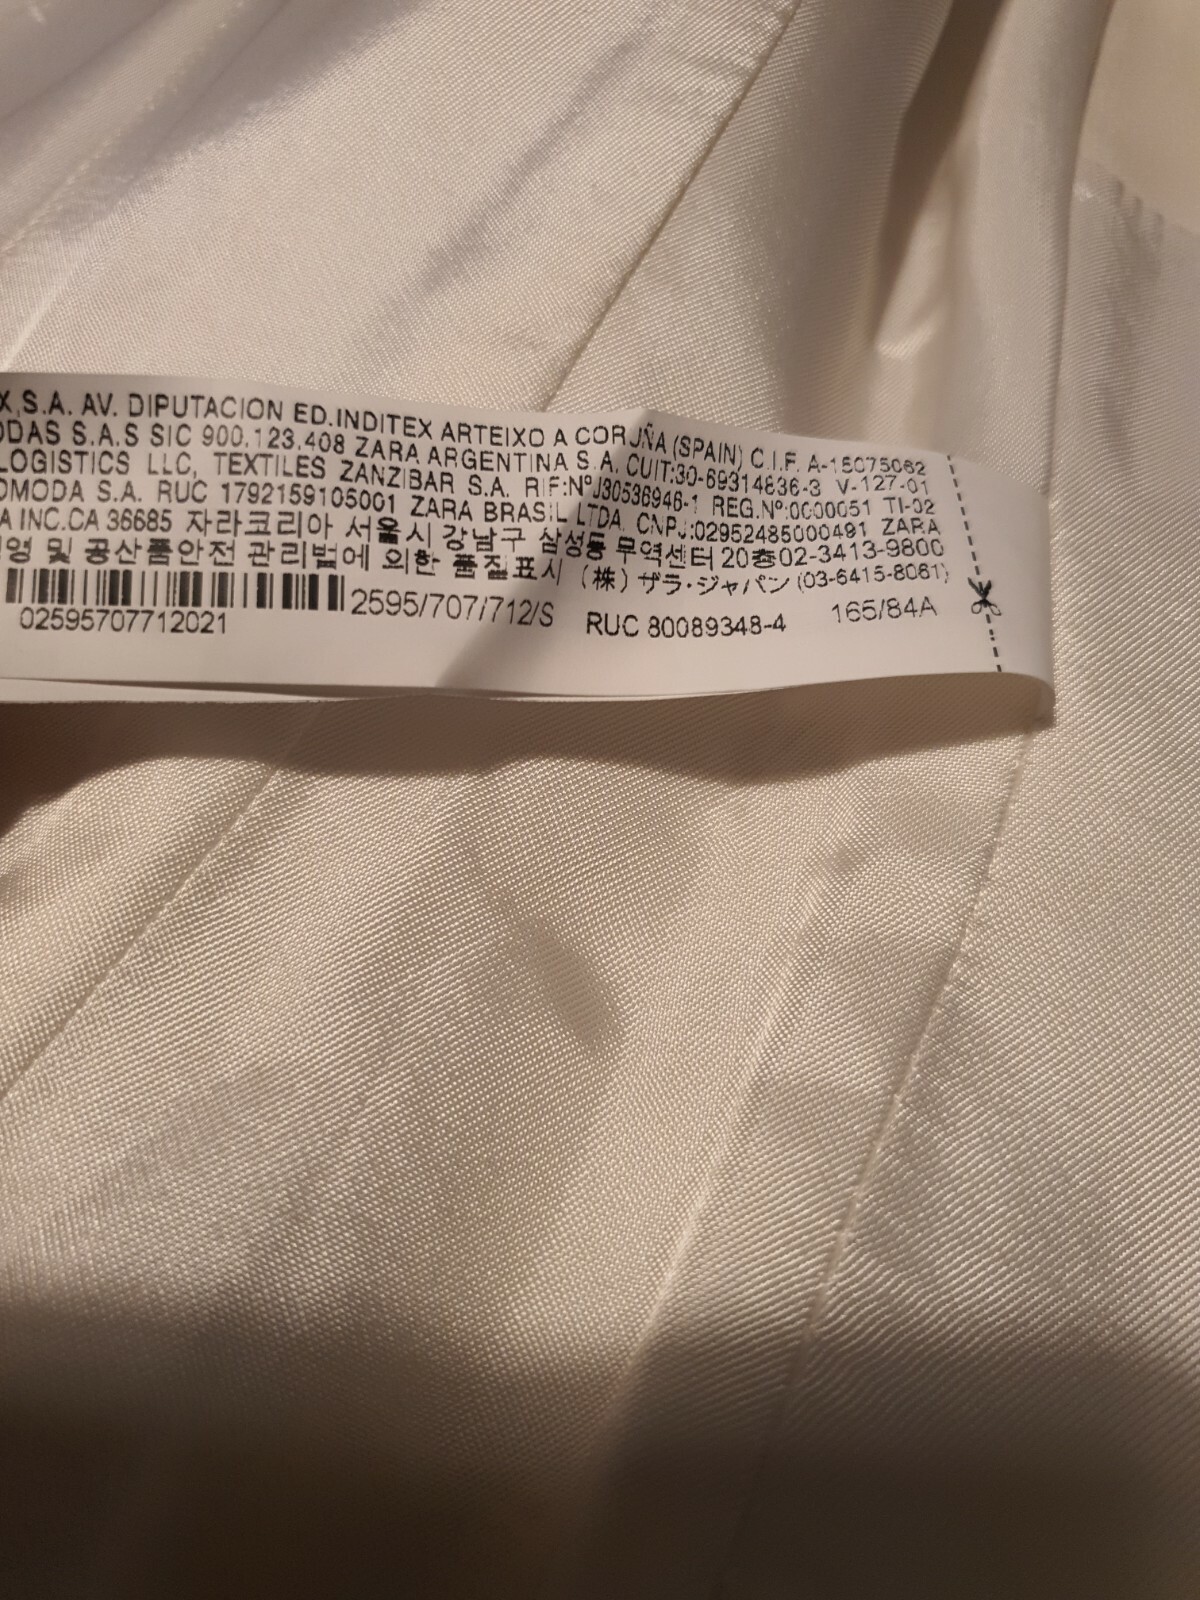 X,S.A. AV. DIPUTACION ED.INDITEX ARTEIXO A CORUÑA (SPAIN) C.I.F. A-15075062
ODAS S.A.S SIC 900.123.408 ZARA ARGENTINA S.A. CUIT:30-69314836-3 V-127-01
LOGISTICS LLC, TEXTILES ZANZIBAR S.A. RIF:NºJ30536946-1 REG.Nº:0000051 TI-02
OMODA S.A. RUC 1792159105001 ZARA BRASIL LTDA. CNPJ:02952485000491 ZARA
A INC.CA 36685 자라코리아 서울시 강남구 삼성동 무역센터 20층02-3413-9800
영 및 공산품안전 관리법에 의한 품질표시 (株) ザラ・ジャパン (03-6415-8061)
2595/707/712/S RUC 80089348-4 165/84A
02595707712021